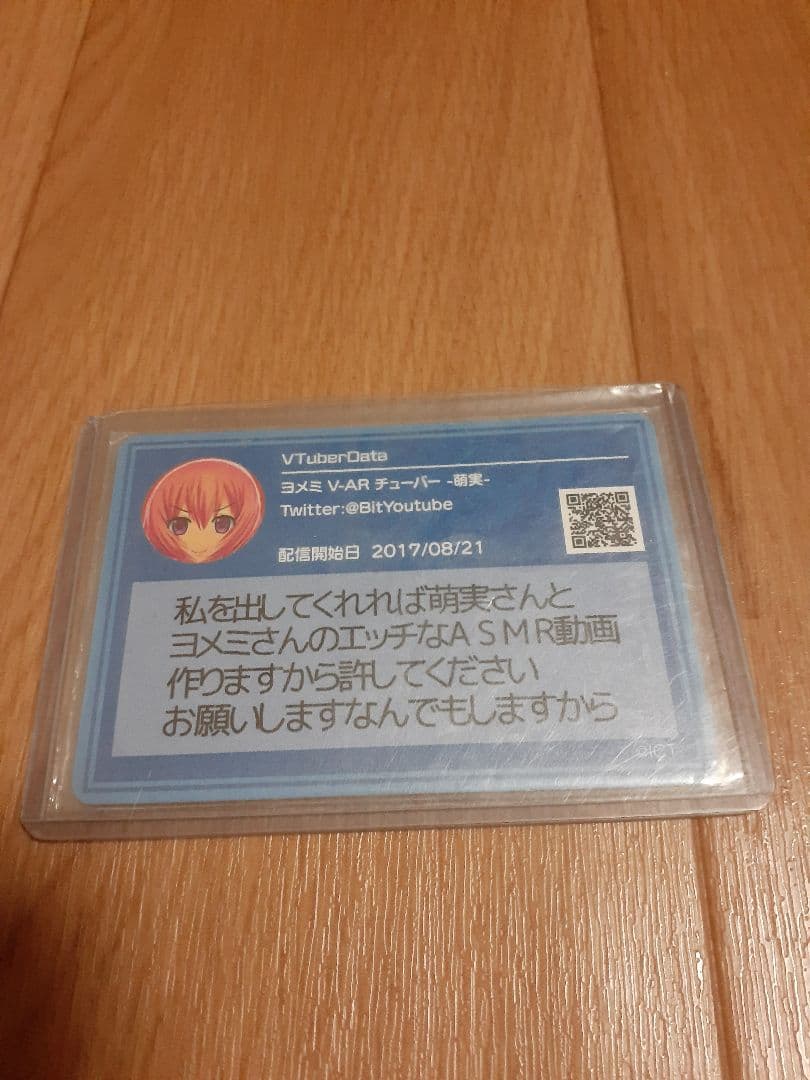 VTuberData
ヨメミ V-AR チューバー -萌実-
Twitter:@BitYoutube
配信開始日 2017/08/21
私を出してくれれば萌実さんと
ヨメミさんのエッチなASMR動画
作りますから許してください
お願いしますなんでもしますから
©ICT